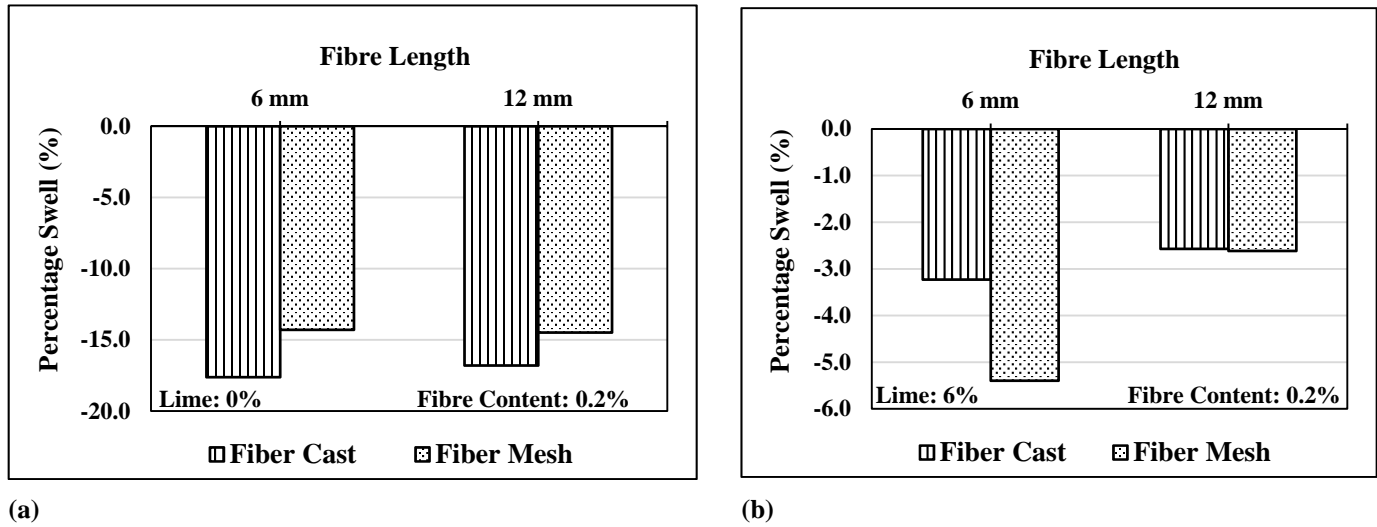 Fibre Length
6 mm 12 mm
0.0
-5.0
-10.0
-15.0
-20.0
Percentage Swell (%)
Lime: 0% Fibre Content: 0.2%
Fiber Cast Fiber Mesh
(a)
Fibre Length
6 mm 12 mm
0.0
-1.0
-2.0
-3.0
-4.0
-5.0
-6.0
Percentage Swell (%)
Lime: 6% Fibre Content: 0.2%
Fiber Cast Fiber Mesh
(b)